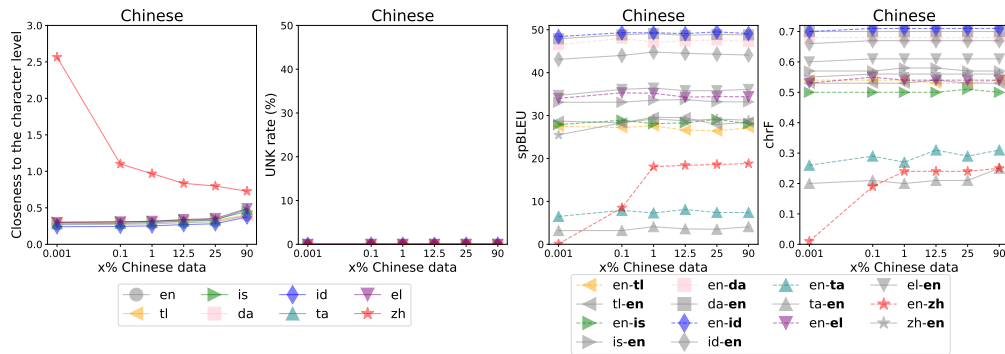 Chinese
Closeness to the character level
3.0
2.5
2.0
1.5
1.0
0.5
0.0
0.001 0.1 1 12.5 25 90
x% Chinese data
Chinese
UNK rate (%)
50
40
30
20
10
0
0.001 0.1 1 12.5 25 90
x% Chinese data
en is id el
tl da ta zh
Chinese
spBLEU
50
40
30
20
10
0
0.001 0.1 1 12.5 25 90
x% Chinese data
Chinese
chrF
0.7
0.6
0.5
0.4
0.3
0.2
0.1
0.0
0.001 0.1 1 12.5 25 90
x% Chinese data
en-tl en-da en-ta el-en
tl-en da-en ta-en en-zh
en-is en-id en-el zh-en
is-en id-en